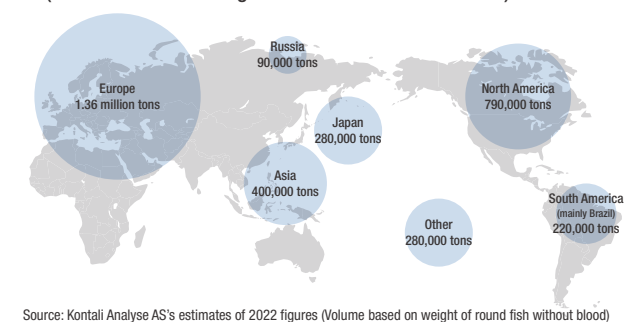 Russia
90,000 tons
Europe
1.36 million tons
North America
790,000 tons
Japan
280,000 tons
Asia
400,000 tons
South America
(mainly Brazil)
220,000 tons
Other
280,000 tons
Source: Kontali Analyse AS’s estimates of 2022 figures (Volume based on weight of round fish without blood)